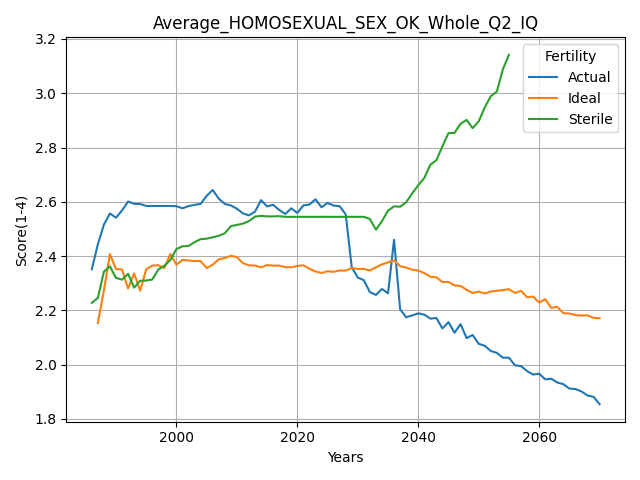 Average_HOMOSEXUAL_SEX_OK_Whole_Q2_IQ
Score(1-4)
3.2
3.0
2.8
2.6
2.4
2.2
2.0
1.8
Fertility
Actual
Ideal
Sterile
2000 2020 2040 2060
Years